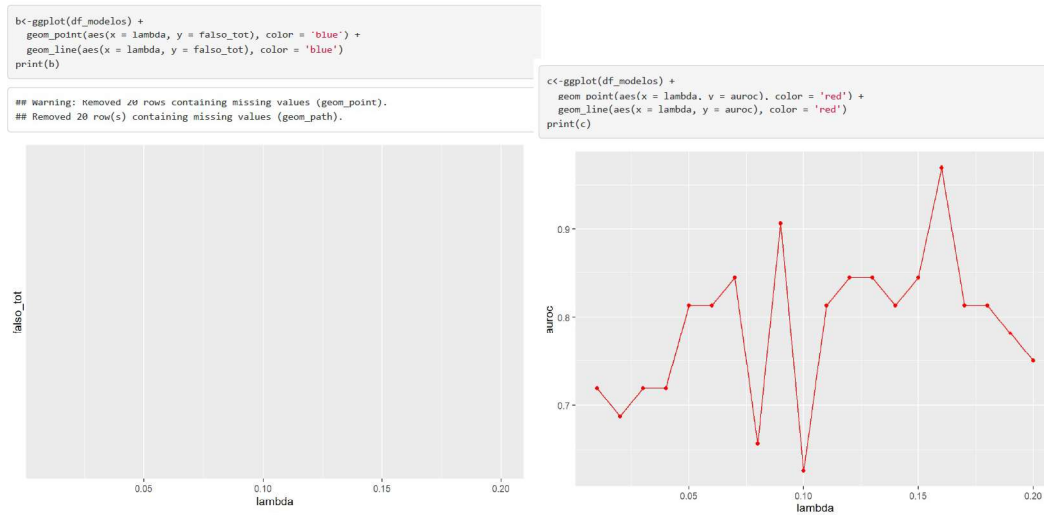 b<-ggplot(df_modelos) +
geom_point(aes(x = lambda, y = falso_tot), color = 'blue') +
geom_line(aes(x = lambda, y = falso_tot), color = 'blue')
print(b)
## Warning: Removed 20 rows containing missing values (geom_point).
## Removed 20 row(s) containing missing values (geom_path).
falso_tot
0.05
0.10
0.15
0.20
lambda
c<-ggplot(df_modelos) +
geom_point(aes(x = lambda, y = auroc), color = 'red') +
geom_line(aes(x = lambda, y = auroc), color = 'red')
print(c)
0.9
0.8
0.7
auroc
0.05
0.10
0.15
0.20
lambda